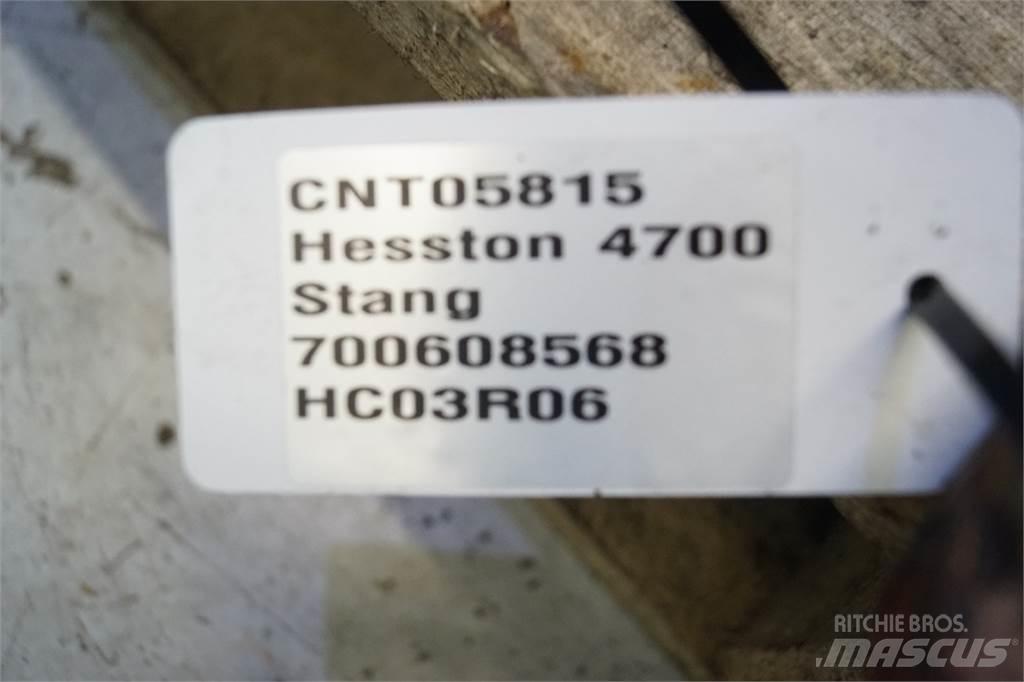 CNT05815
Hesston 4700
Stang
700608568
HC03R06
RITCHIE BROS.
MASCUS